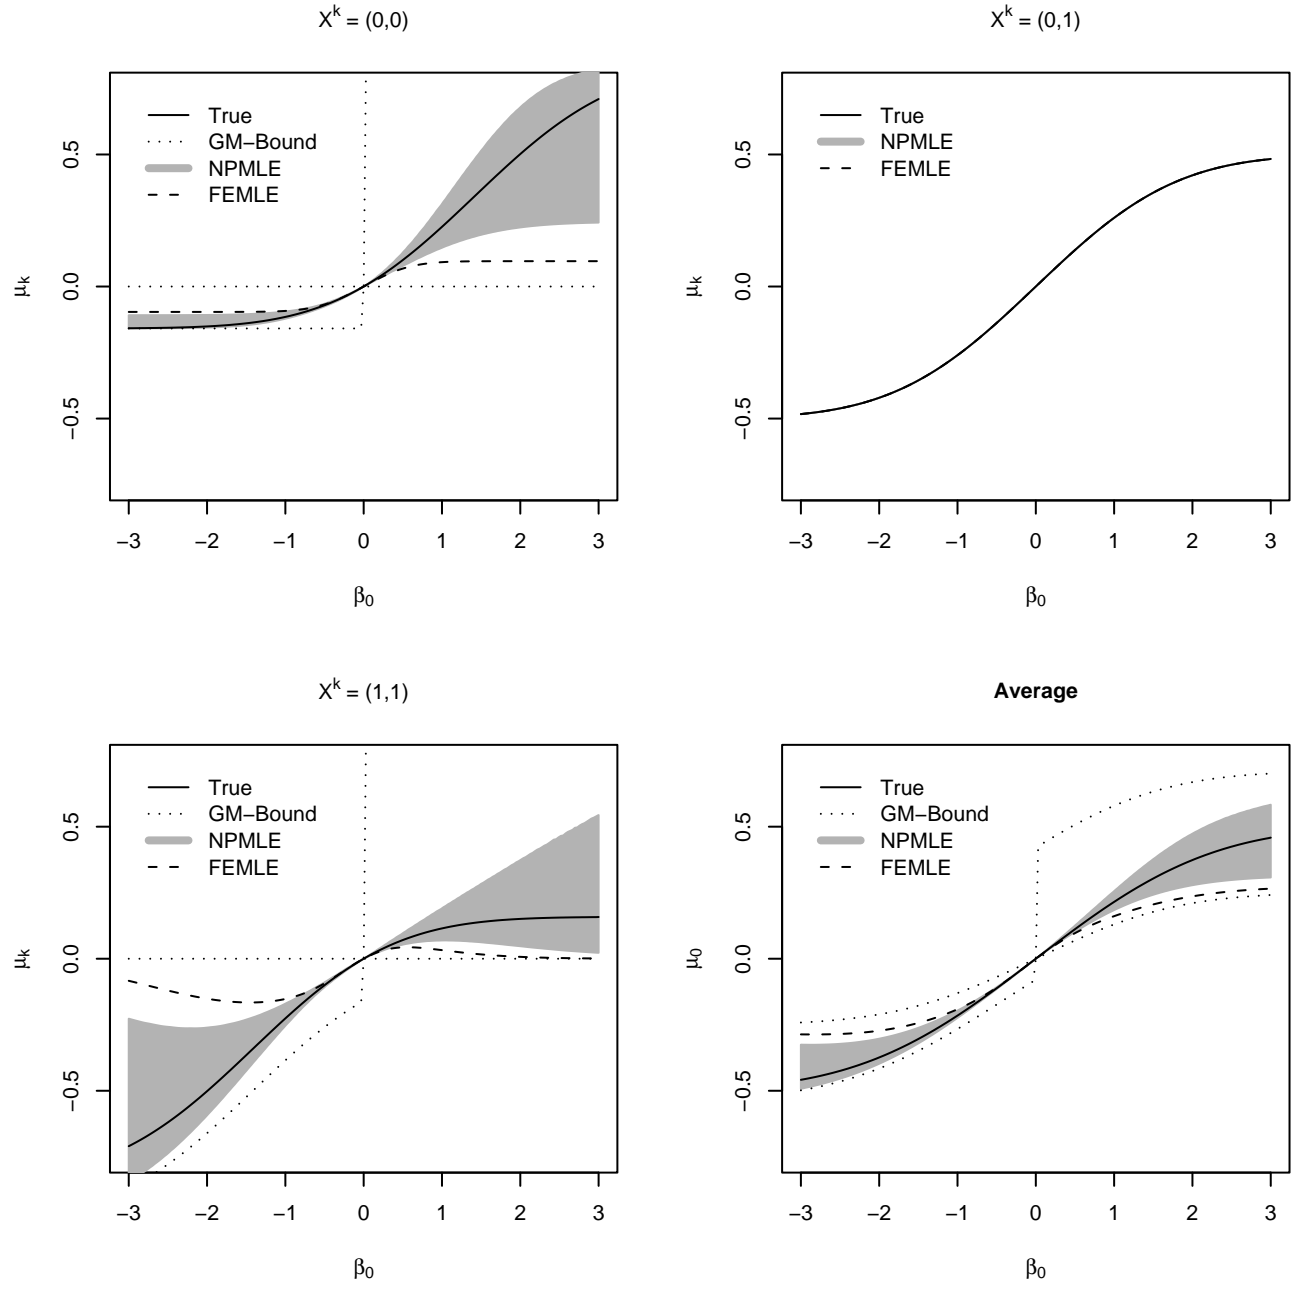 X^k = (0,0)
True
GM−Bound
NPMLE
FEMLE
μ_k
0.5
0.0
−0.5
−3 −2 −1 0 1 2 3
β_0
X^k = (0,1)
True
NPMLE
FEMLE
μ_k
0.5
0.0
−0.5
−3 −2 −1 0 1 2 3
β_0
X^k = (1,1)
True
GM−Bound
NPMLE
FEMLE
μ_k
0.5
0.0
−0.5
−3 −2 −1 0 1 2 3
β_0
Average
True
GM−Bound
NPMLE
FEMLE
μ_0
0.5
0.0
−0.5
−3 −2 −1 0 1 2 3
β_0